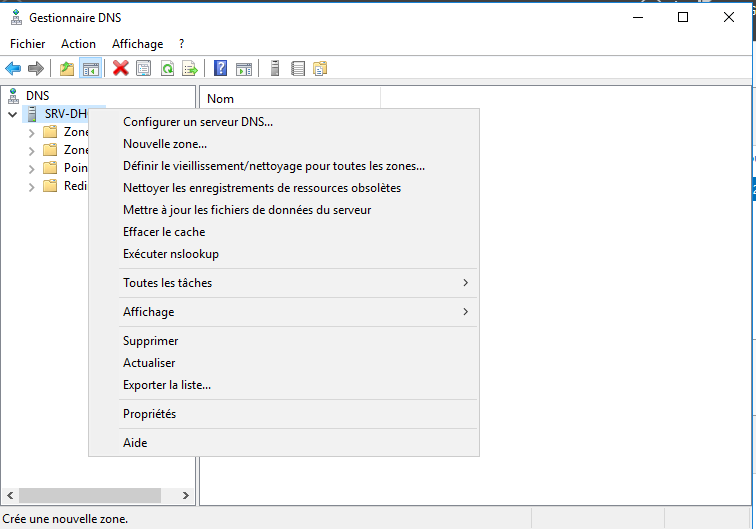 Gestionnaire DNS
Fichier Action Affichage ?
DNS
Nom
SRV-DH
Zone
Zone
Poin
Redi
Configurer un serveur DNS...
Nouvelle zone...
Définir le vieillissement/nettoyage pour toutes les zones...
Nettoyer les enregistrements de ressources obsolètes
Mettre à jour les fichiers de données du serveur
Effacer le cache
Exécuter nslookup
Toutes les tâches
Affichage
Supprimer
Actualiser
Exporter la liste...
Propriétés
Aide
Crée une nouvelle zone.